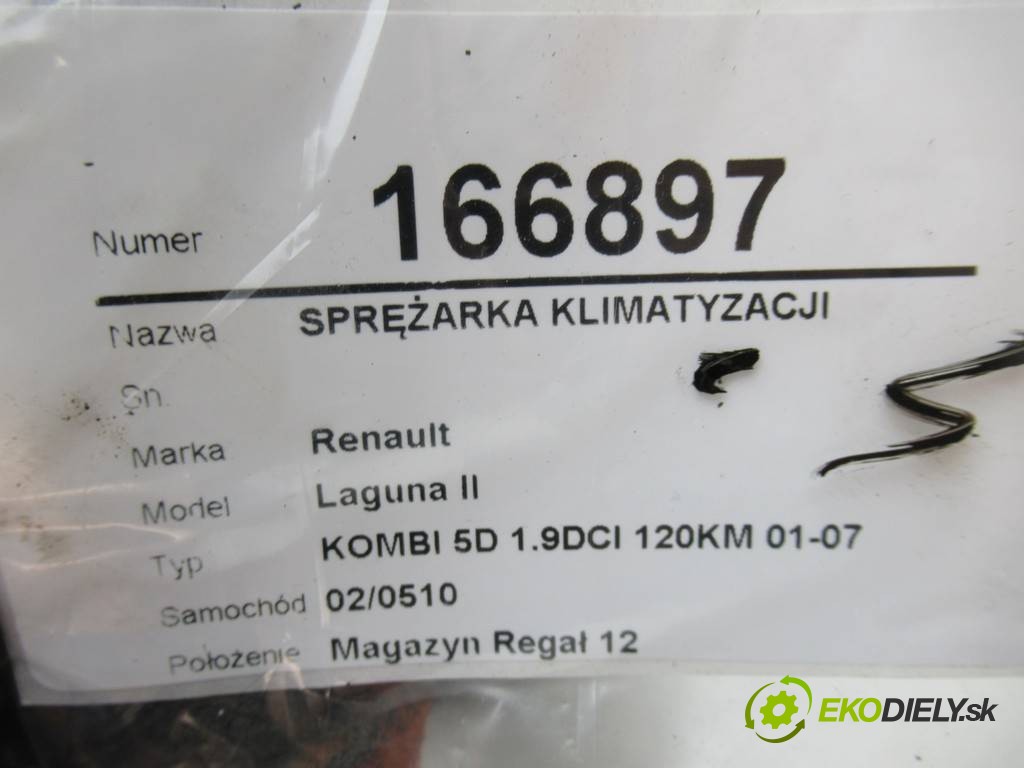 Numer 166897
Nazwa SPRĘŻARKA KLIMATYZACJI
Sn.
Marka Renault
Model Laguna II
Typ KOMBI 5D 1.9DCI 120KM 01-07
Samochód 02/0510
Położenie Magazyn Regał 12
EKODIELY.sk